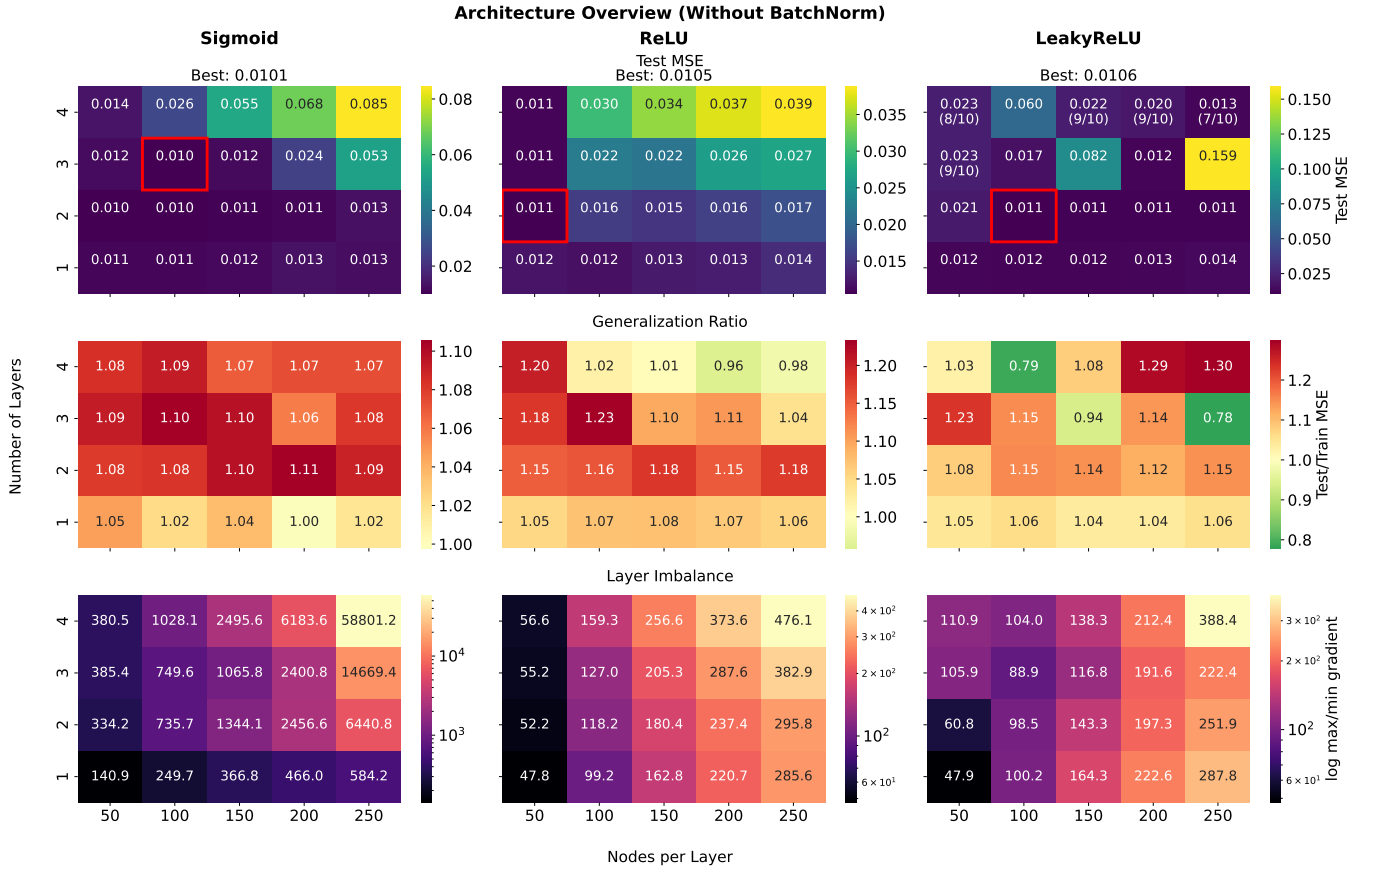 Architecture Overview (Without BatchNorm)
Sigmoid
ReLU
LeakyReLU
Test MSE
Best: 0.0101
Best: 0.0105
Best: 0.0106
4 0.014 0.026 0.055 0.068 0.085
3 0.012 0.010 0.012 0.024 0.053
2 0.010 0.010 0.011 0.011 0.013
1 0.011 0.011 0.012 0.013 0.013
0.08
0.06
0.04
0.02
0.011 0.030 0.034 0.037 0.039
0.011 0.022 0.022 0.026 0.027
0.011 0.016 0.015 0.016 0.017
0.012 0.012 0.013 0.013 0.014
0.035
0.030
0.025
0.020
0.015
0.023 0.060 0.022 0.020 0.013
(8/10) (9/10) (9/10) (7/10)
0.023 0.017 0.082 0.012 0.159
(9/10)
0.021 0.011 0.011 0.011 0.011
0.012 0.012 0.012 0.013 0.014
0.150
0.125
0.100
0.075
0.050
0.025
Test MSE
Generalization Ratio
Number of Layers
4 1.08 1.09 1.07 1.07 1.07
3 1.09 1.10 1.10 1.06 1.08
2 1.08 1.08 1.10 1.11 1.09
1 1.05 1.02 1.04 1.00 1.02
1.10
1.08
1.06
1.04
1.02
1.00
1.20 1.02 1.01 0.96 0.98
1.18 1.23 1.10 1.11 1.04
1.15 1.16 1.18 1.15 1.18
1.05 1.07 1.08 1.07 1.06
1.20
1.15
1.10
1.05
1.00
1.03 0.79 1.08 1.29 1.30
1.23 1.15 0.94 1.14 0.78
1.08 1.15 1.14 1.12 1.15
1.05 1.06 1.04 1.04 1.06
1.2
1.1
1.0
0.9
0.8
Test/Train MSE
Layer Imbalance
4 380.5 1028.1 2495.6 6183.6 58801.2
3 385.4 749.6 1065.8 2400.8 14669.4
2 334.2 735.7 1344.1 2456.6 6440.8
1 140.9 249.7 366.8 466.0 584.2
50 100 150 200 250
10⁴
10³
56.6 159.3 256.6 373.6 476.1
55.2 127.0 205.3 287.6 382.9
52.2 118.2 180.4 237.4 295.8
47.8 99.2 162.8 220.7 285.6
50 100 150 200 250
4 × 10²
3 × 10²
2 × 10²
10²
6 × 10¹
110.9 104.0 138.3 212.4 388.4
105.9 88.9 116.8 191.6 222.4
60.8 98.5 143.3 197.3 251.9
47.9 100.2 164.3 222.6 287.8
50 100 150 200 250
3 × 10²
2 × 10²
10²
6 × 10¹
log max/min gradient
Nodes per Layer